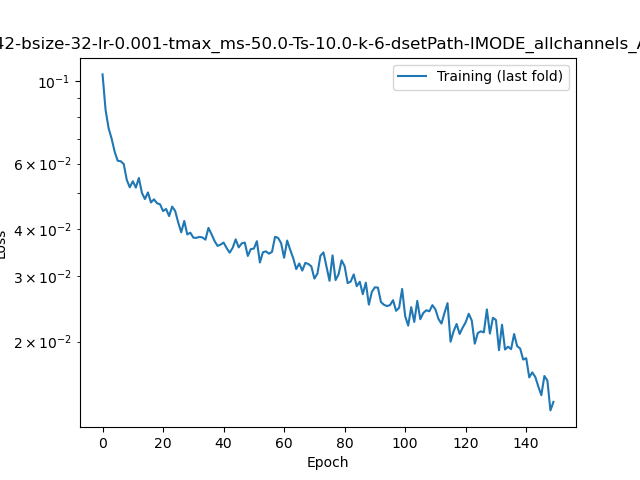 42-bsize-32-lr-0.001-tmax_ms-50.0-Ts-10.0-k-6-dsetPath-IMODE_allchannels_A
Training (last fold)
10⁻¹
6 × 10⁻²
4 × 10⁻²
3 × 10⁻²
2 × 10⁻²
Loss
0 20 40 60 80 100 120 140
Epoch